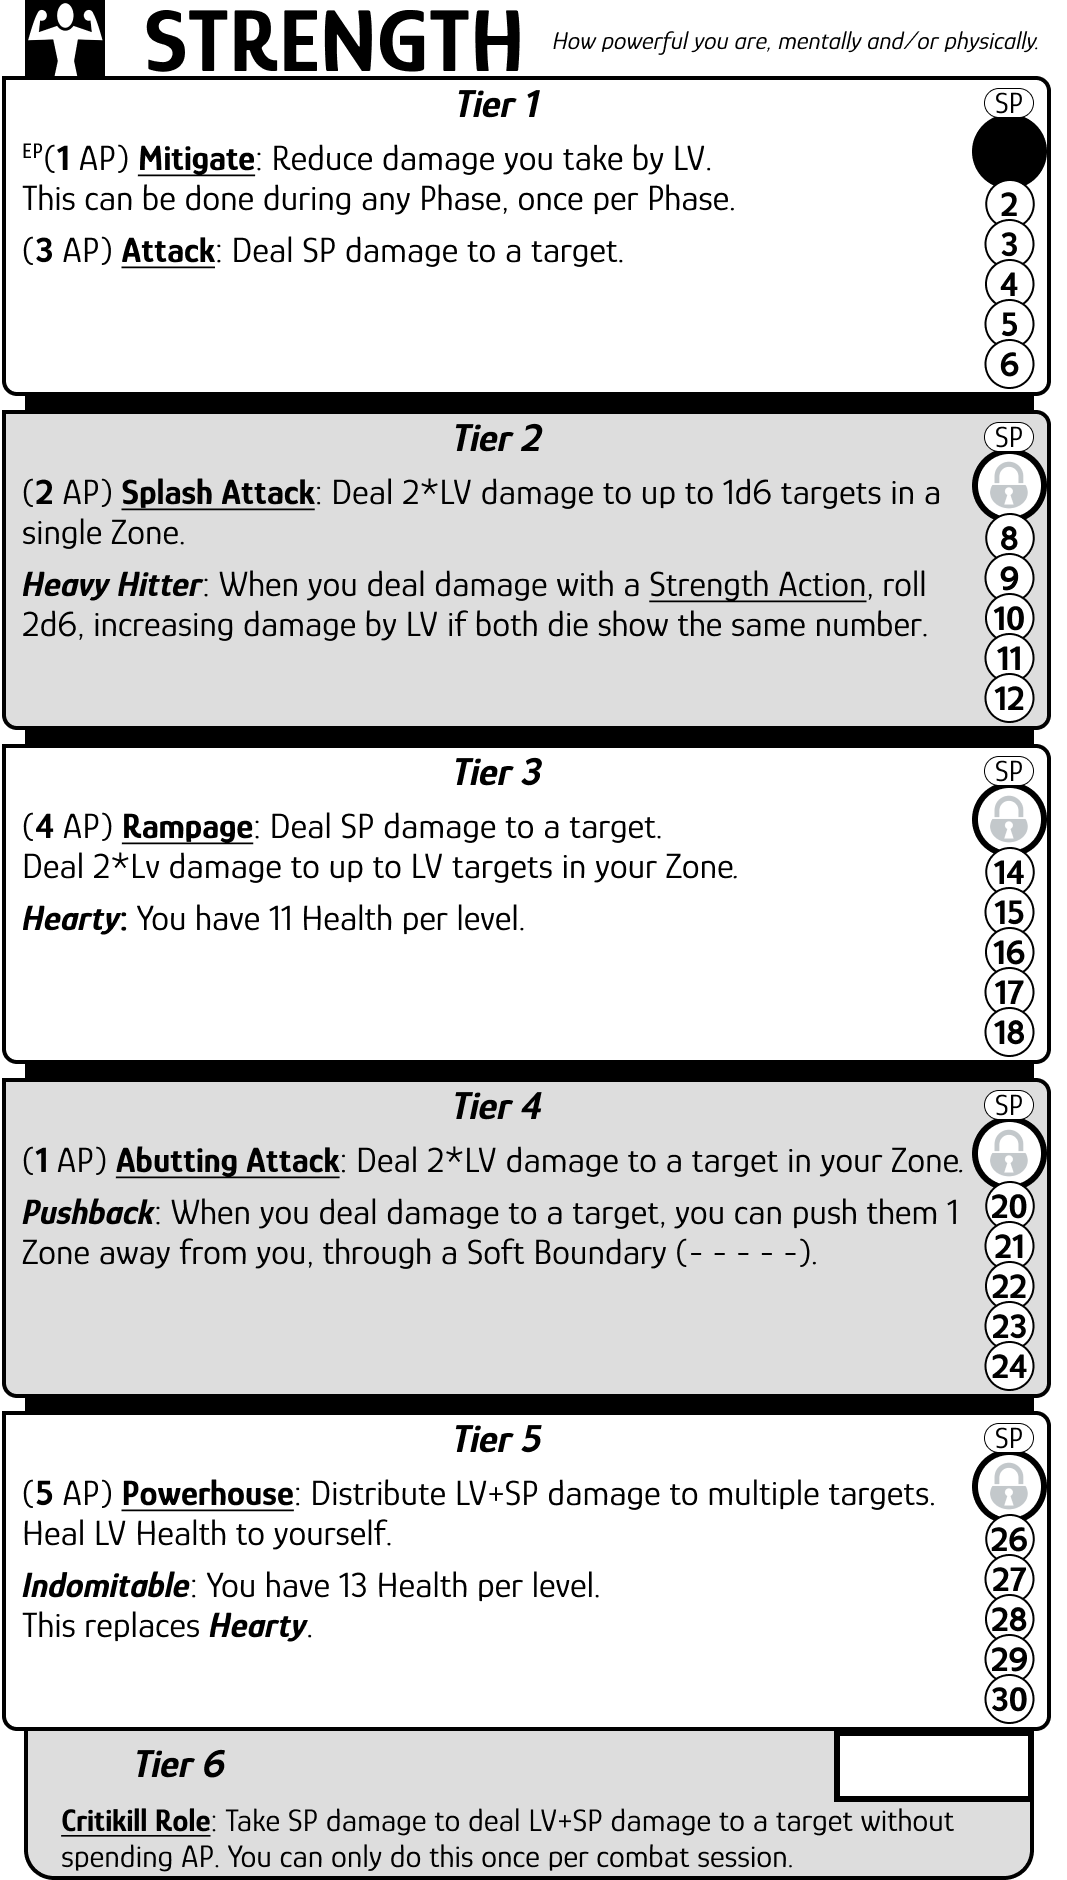 STRENGTH
How powerful you are, mentally and/or physically.
Tier 1
SP
EP(1 AP) Mitigate: Reduce damage you take by LV.
This can be done during any Phase, once per Phase.
2
(3 AP) Attack: Deal SP damage to a target.
3
4
5
6
Tier 2
SP
(2 AP) Splash Attack: Deal 2*LV damage to up to 1d6 targets in a
single Zone.
8
Heavy Hitter: When you deal damage with a Strength Action, roll
9
2d6, increasing damage by LV if both die show the same number.
10
11
12
Tier 3
SP
(4 AP) Rampage: Deal SP damage to a target.
Deal 2*Lv damage to up to LV targets in your Zone.
14
Hearty: You have 11 Health per level.
15
16
17
18
Tier 4
SP
(1 AP) Abutting Attack: Deal 2*LV damage to a target in your Zone.
Pushback: When you deal damage to a target, you can push them 1
20
Zone away from you, through a Soft Boundary (- - - - -).
21
22
23
24
Tier 5
SP
(5 AP) Powerhouse: Distribute LV+SP damage to multiple targets.
Heal LV Health to yourself.
26
Indomitable: You have 13 Health per level.
27
This replaces Hearty.
28
29
30
Tier 6
Critikill Role: Take SP damage to deal LV+SP damage to a target without
spending AP. You can only do this once per combat session.